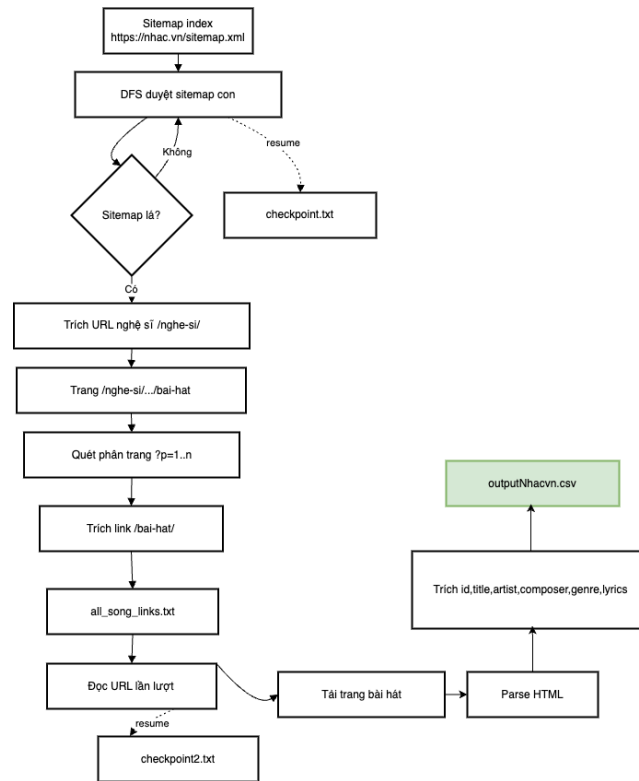 Sitemap index
https://nhac.vn/sitemap.xml
DFS duyệt sitemap con
Không
resume
Sitemap lá?
checkpoint.txt
Có
Trích URL nghệ sĩ /nghe-si/
Trang /nghe-si/.../bai-hat
Quét phân trang ?p=1..n
outputNhacvn.csv
Trích link /bai-hat/
Trích id,title,artist,composer,genre,lyrics
all_song_links.txt
Đọc URL lần lượt
Tải trang bài hát
Parse HTML
resume
checkpoint2.txt